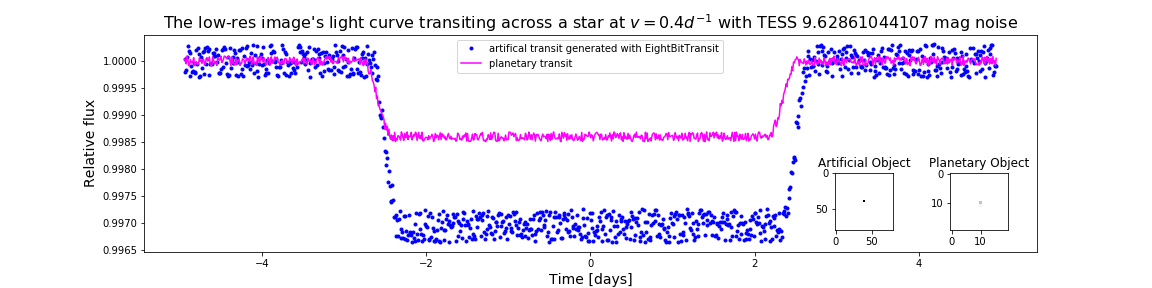 The low-res image's light curve transiting across a star at v = 0.4d⁻¹ with TESS 9.62861044107 mag noise
artifical transit generated with EightBitTransit
planetary transit
Relative flux
1.0000
0.9995
0.9990
0.9985
0.9980
0.9975
0.9970
0.9965
Artificial Object
0
50
0 50
Planetary Object
0
10
0 10
−4 −2 0 2 4
Time [days]